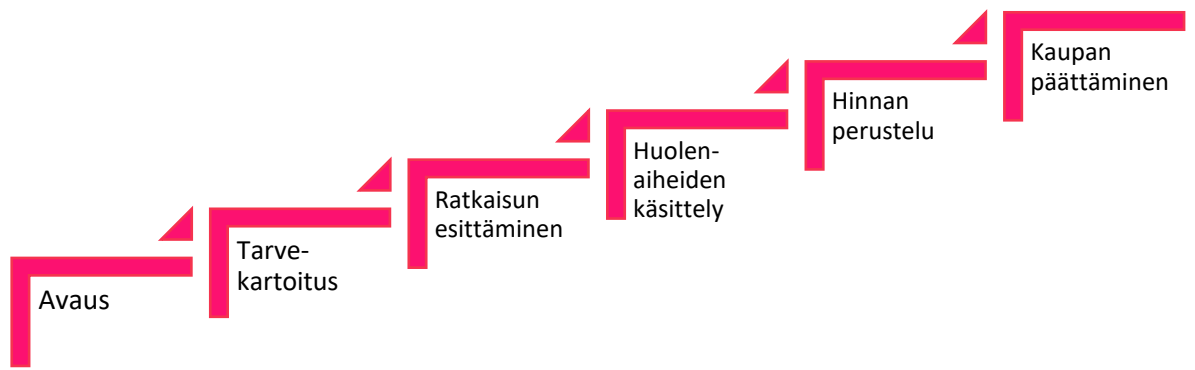 Avaus
Tarve-
kartoitus
Ratkaisun
esittäminen
Huolen-
aiheiden
käsittely
Hinnan
perustelu
Kaupan
päättäminen